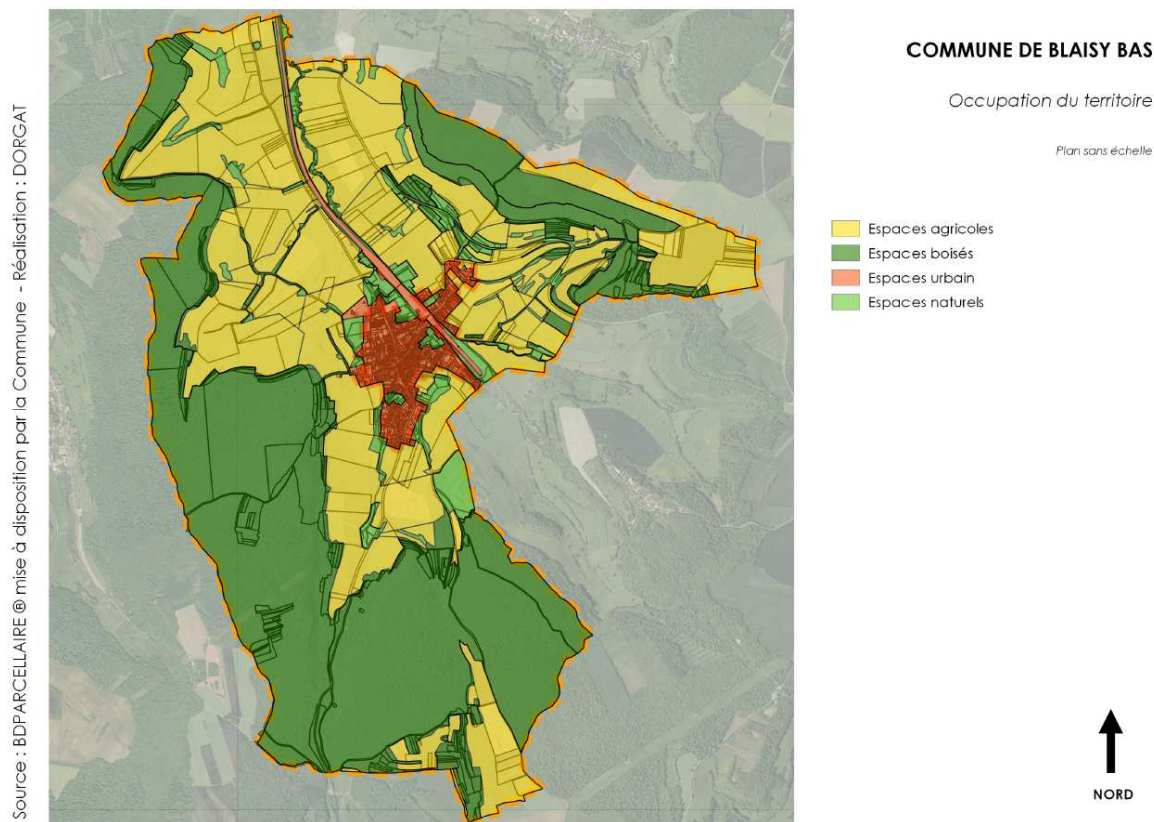 COMMUNE DE BLAISY BAS
Occupation du territoire
Plan sans échelle
Espaces agricoles
Espaces boisés
Espaces urbain
Espaces naturels
NORD
Source : BDPARCELLAIRE ® mise à disposition par la Commune - Réalisation : DORGAT